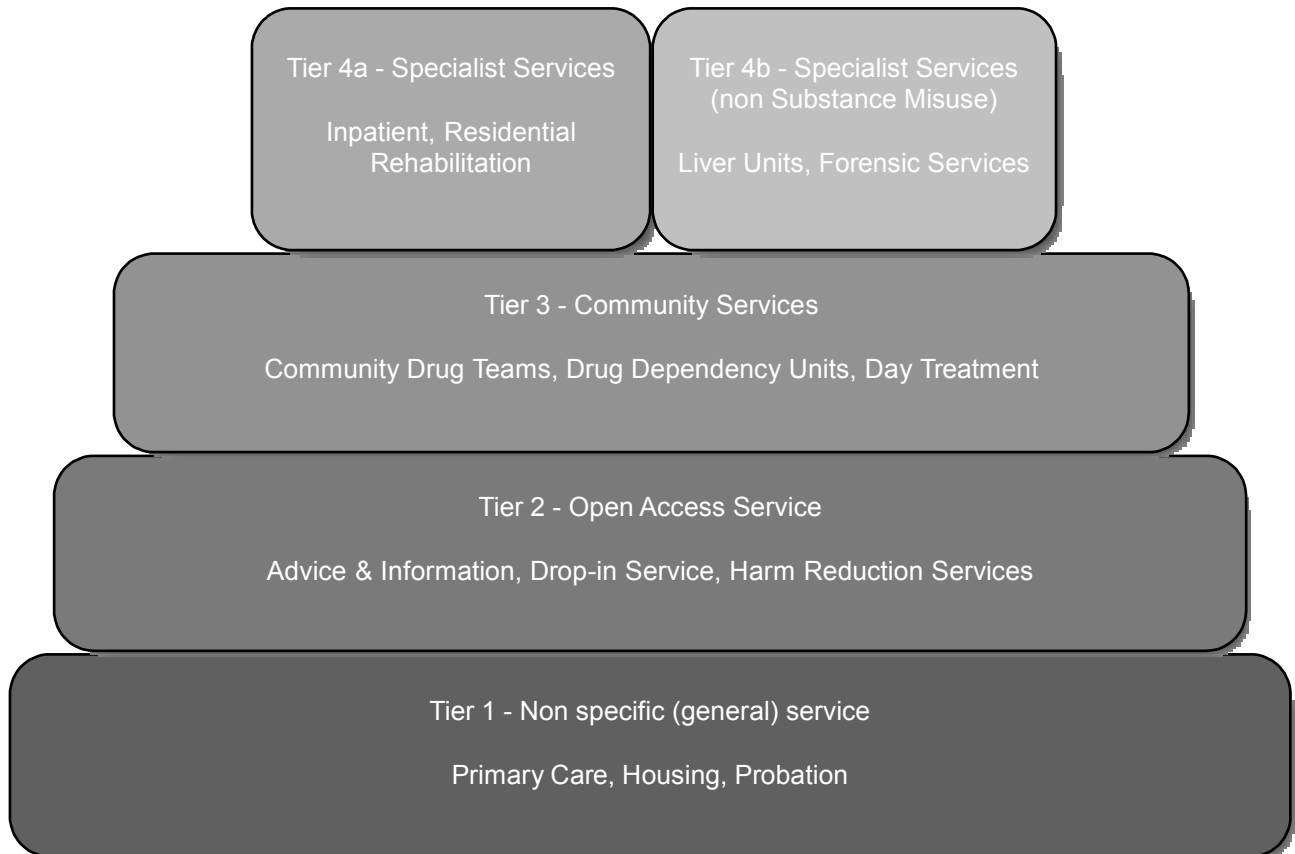 Tier 4a - Specialist Services
Inpatient, Residential
Rehabilitation
Tier 4b - Specialist Services
(non Substance Misuse)
Liver Units, Forensic Services
Tier 3 - Community Services
Community Drug Teams, Drug Dependency Units, Day Treatment
Tier 2 - Open Access Service
Advice & Information, Drop-in Service, Harm Reduction Services
Tier 1 - Non specific (general) service
Primary Care, Housing, Probation